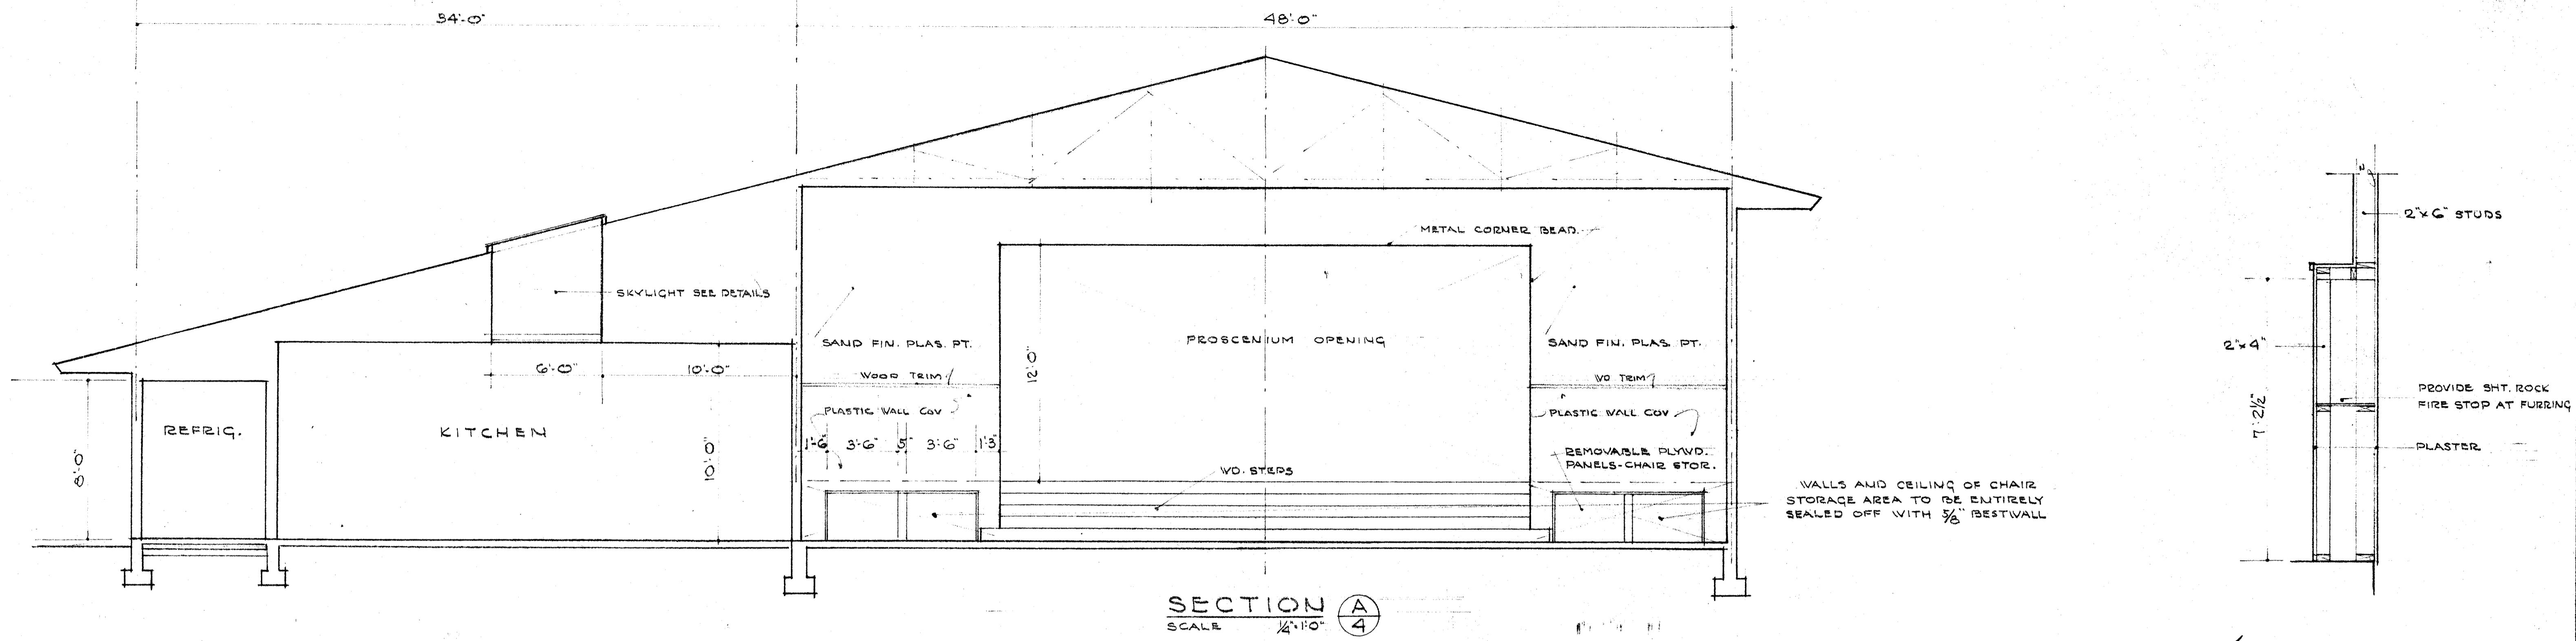 34'-0"
48'-0"
METAL CORNER BEAD.
2"x6" STUDS
SKYLIGHT SEE DETAILS
SAND FIN. PLAS. PT.
PROSCENIUM OPENING
SAND FIN. PLAS. PT.
2"x4"
6'-0"
10'-0"
12'-0"
WOOD TRIM
WD TRIM
PROVIDE SHT. ROCK
FIRE STOP AT FURRING
PLASTIC WALL COV
PLASTIC WALL COV
REFRIG.
KITCHEN
1'-6"
3'-6"
5"
3'-6"
1'-3"
7'-2½"
8'-0"
10'-0"
PLASTER
REMOVABLE PLYWD.
PANELS-CHAIR STOR.
WD. STEPS
WALLS AND CEILING OF CHAIR
STORAGE AREA TO BE ENTIRELY
SEALED OFF WITH 5/8" BESTWALL
SECTION A
4
SCALE ¼"=1'-0"